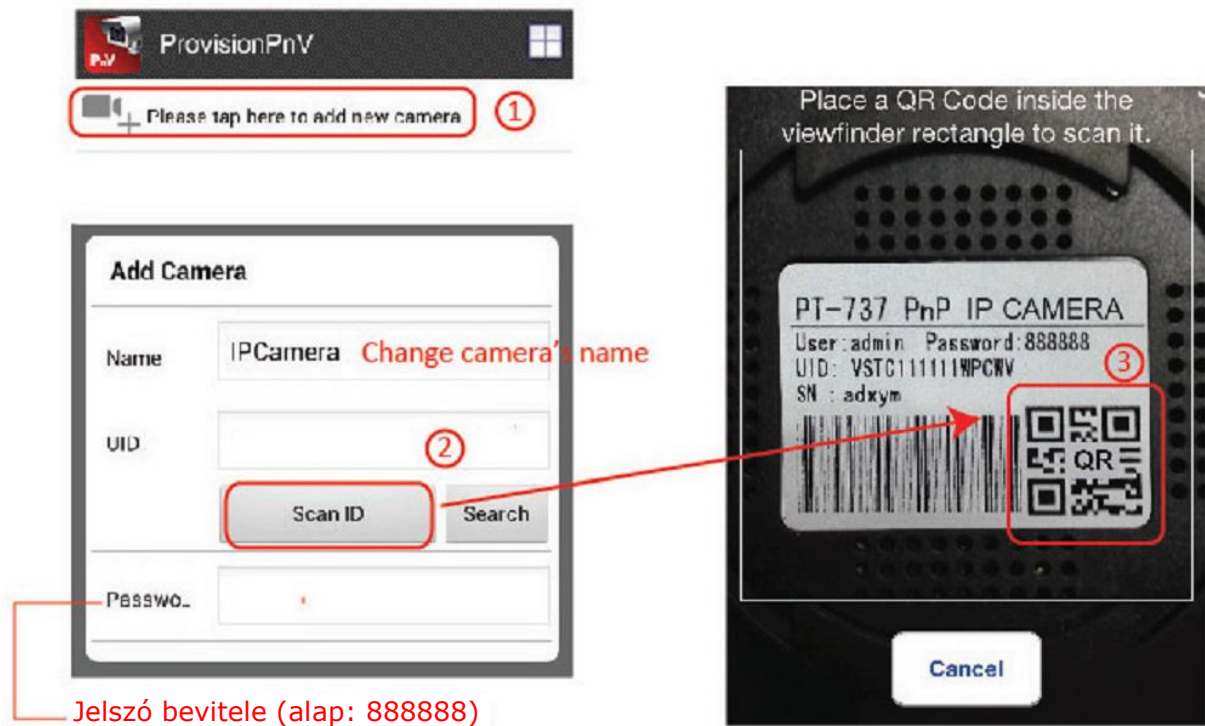 PnV
ProvisionPnV
Please tap here to add new camera
1
Add Camera
Name
IPCamera
Change camera's name
UID
2
Scan ID
Search
Passwo..
Jelszó bevitele (alap: 888888)
Place a QR Code inside the
viewfinder rectangle to scan it.
PT-737 PnP IP CAMERA
User:admin Password:888888
UID: VSTC111111WPCWV
SN : adxym
3
QR
Cancel